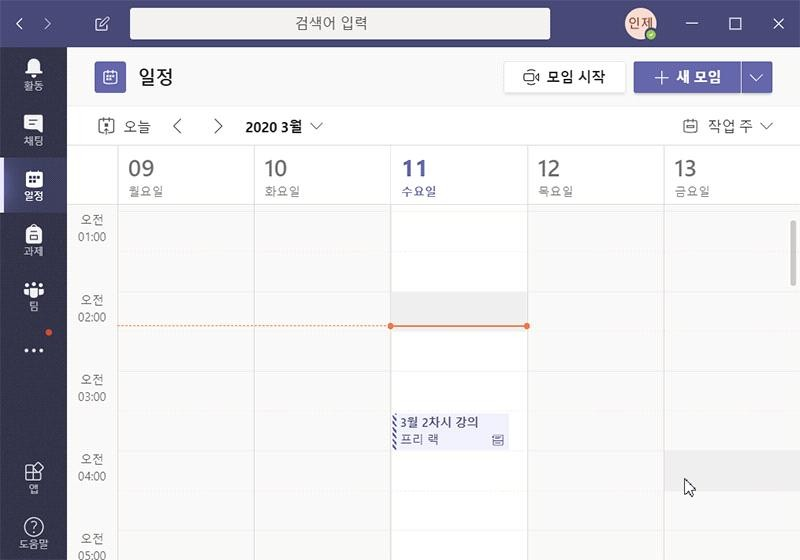 검색어 입력
인제
활동
채팅
일정
과제
팀
앱
도움말
일정
모임 시작
새 모임
오늘
2020 3월
작업 주
09
월요일
10
화요일
11
수요일
12
목요일
13
금요일
오전
01:00
오전
02:00
오전
03:00
3월 2차시 강의
프리 랙
오전
04:00
오전
05:00